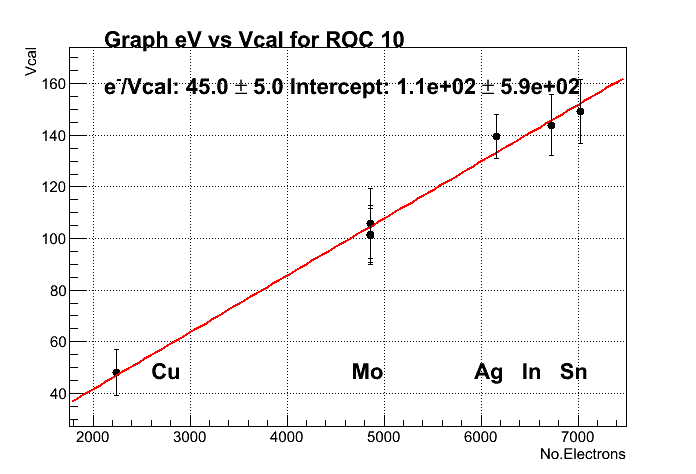 Graph eV vs Vcal for ROC 10
Vcal
e⁻/Vcal: 45.0 ± 5.0 Intercept: 1.1e+02 ± 5.9e+02
160
140
120
100
80
60
Cu Mo Ag In Sn
40
2000 3000 4000 5000 6000 7000
No.Electrons